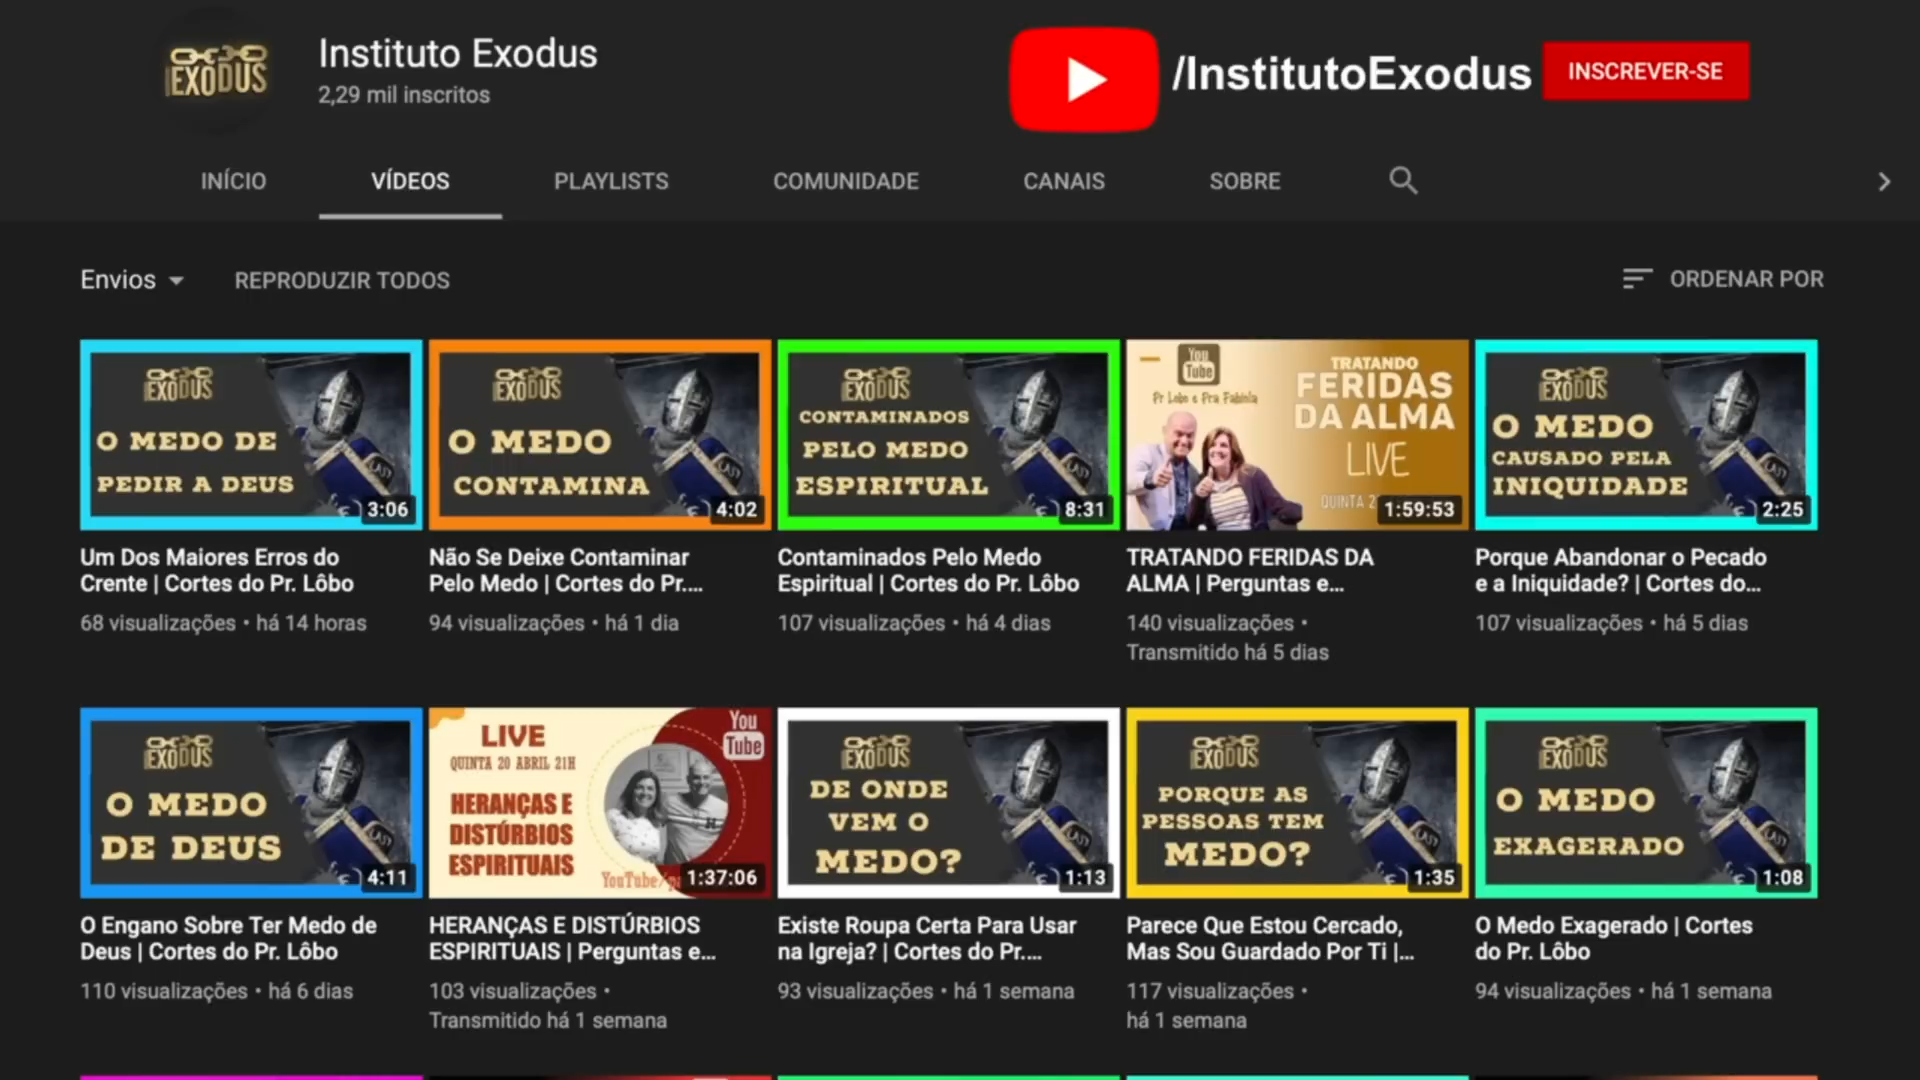 EXODUS
Instituto Exodus
2,29 mil inscritos
/InstitutoExodus
INSCREVER-SE
INÍCIO
VÍDEOS
PLAYLISTS
COMUNIDADE
CANAIS
SOBRE
Envios
REPRODUZIR TODOS
ORDENAR POR
EXODUS
O MEDO DE
PEDIR A DEUS
3:06
Um Dos Maiores Erros do
Crente | Cortes do Pr. Lôbo
68 visualizações • há 14 horas
EXODUS
O MEDO
CONTAMINA
4:02
Não Se Deixe Contaminar
Pelo Medo | Cortes do Pr....
94 visualizações • há 1 dia
EXODUS
CONTAMINADOS
PELO MEDO
ESPIRITUAL
8:31
Contaminados Pelo Medo
Espiritual | Cortes do Pr. Lôbo
107 visualizações • há 4 dias
You
Tube
Pr Lobo e Pra Fabíola
TRATANDO
FERIDAS
DA ALMA
LIVE
QUINTA
1:59:53
TRATANDO FERIDAS DA
ALMA | Perguntas e...
140 visualizações •
Transmitido há 5 dias
EXODUS
O MEDO
CAUSADO PELA
INIQUIDADE
2:25
Porque Abandonar o Pecado
e a Iniquidade? | Cortes do...
107 visualizações • há 5 dias
EXODUS
O MEDO
DE DEUS
4:11
O Engano Sobre Ter Medo de
Deus | Cortes do Pr. Lôbo
110 visualizações • há 6 dias
LIVE
QUINTA 20 ABRIL 21H
HERANÇAS E
DISTÚRBIOS
ESPIRITUAIS
You
Tube
YouTube/p
1:37:06
HERANÇAS E DISTÚRBIOS
ESPIRITUAIS | Perguntas e...
103 visualizações •
Transmitido há 1 semana
EXODUS
DE ONDE
VEM O
MEDO?
1:13
Existe Roupa Certa Para Usar
na Igreja? | Cortes do Pr....
93 visualizações • há 1 semana
EXODUS
PORQUE AS
PESSOAS TEM
MEDO?
1:35
Parece Que Estou Cercado,
Mas Sou Guardado Por Ti |...
117 visualizações •
há 1 semana
EXODUS
O MEDO
EXAGERADO
1:08
O Medo Exagerado | Cortes
do Pr. Lôbo
94 visualizações • há 1 semana